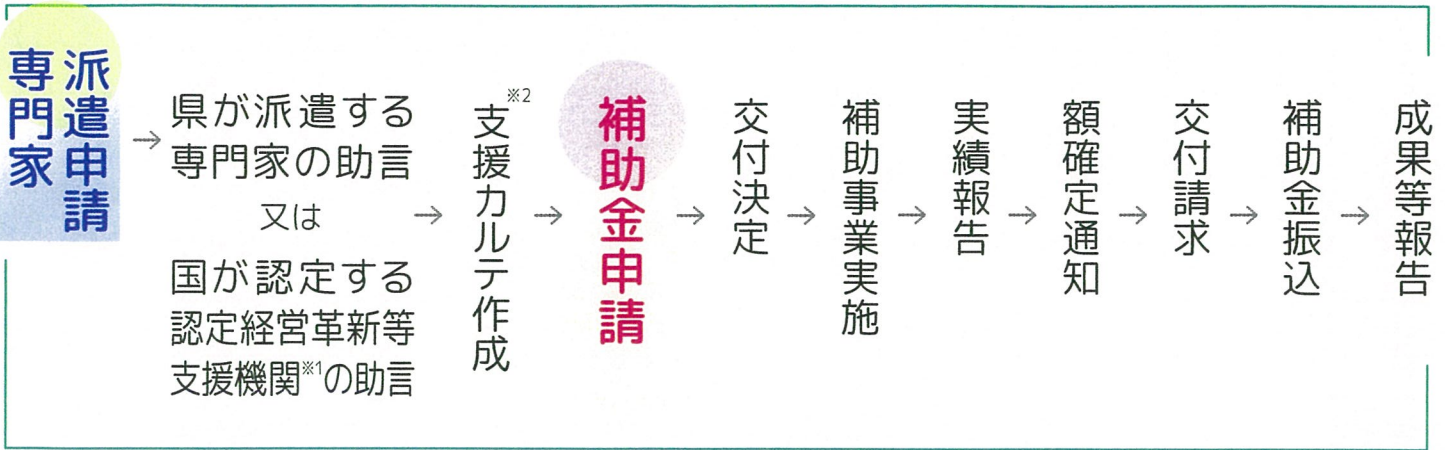 専門家
派遣申請
→
県が派遣する
専門家の助言
又は
国が認定する
認定経営革新等
支援機関※1の助言
→
支援カルテ作成※2
→
補助金申請
→
交付決定
→
補助事業実施
→
実績報告
→
額確定通知
→
交付請求
→
補助金振込
→
成果等報告